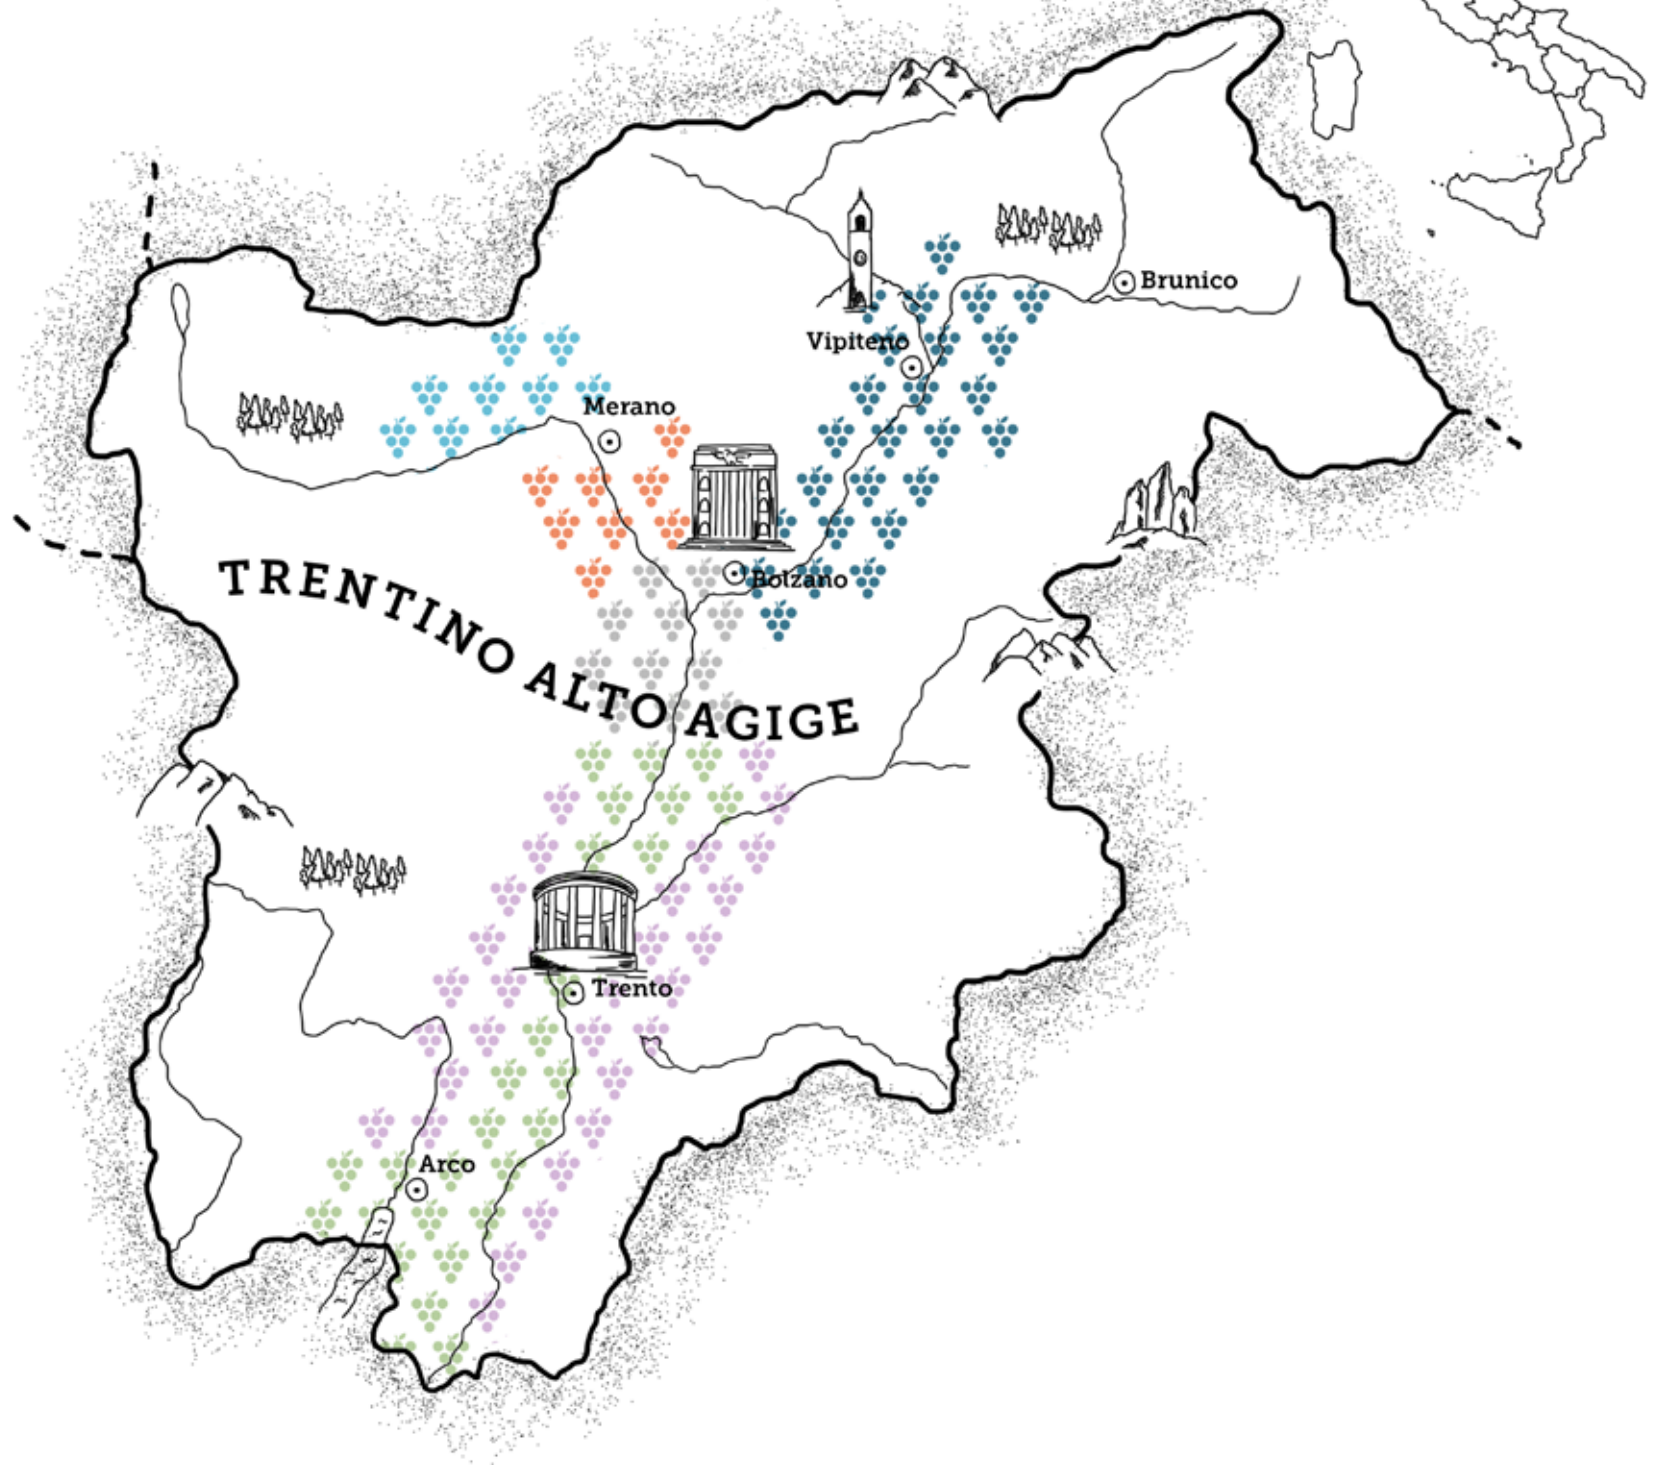 Brunico
Vipiteno
Merano
Bolzano
TRENTINO ALTO AGIGE
Trento
Arco